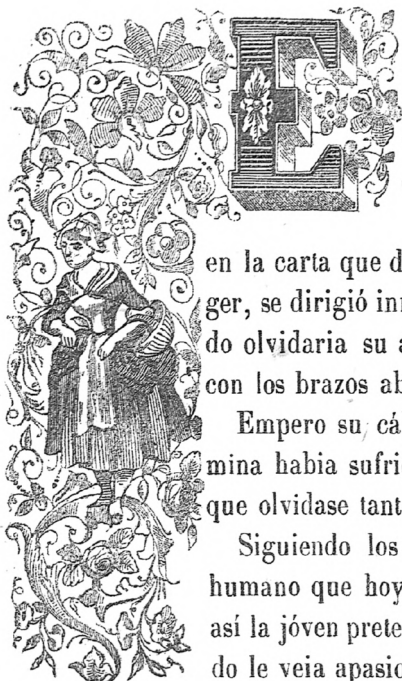 E
en la carta que d
ger, se dirigió in
do olvidaria su a
con los brazos ab
Empero su cá
mina habia sufri
que olvidase tant
Siguiendo los
humano que hoy
así la jóven prete
do le veia apasio